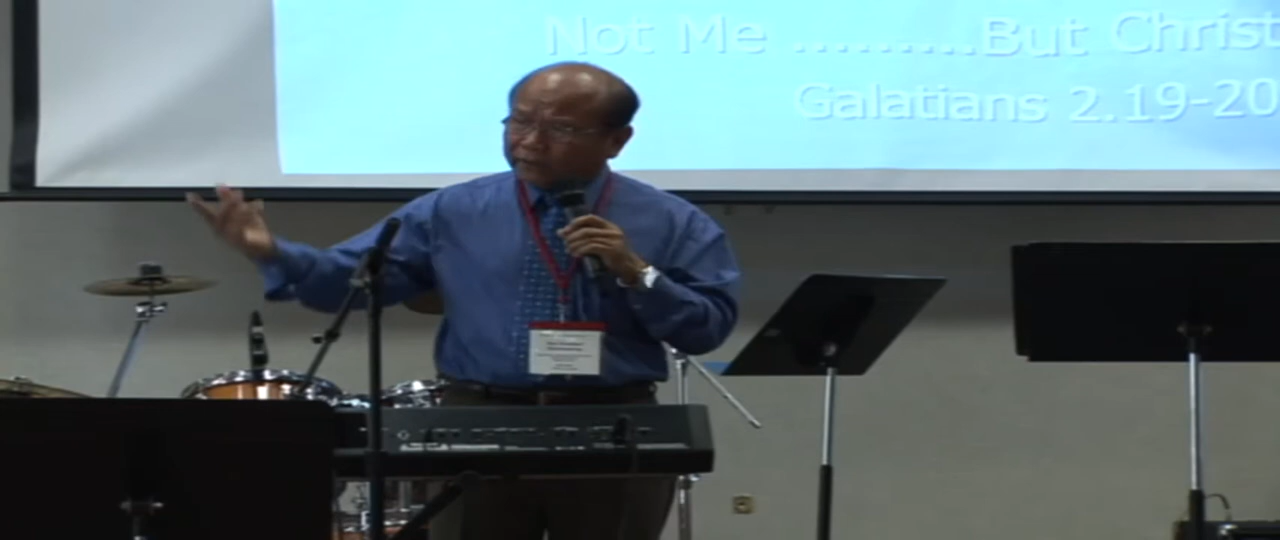 Not Me .........But Christ
Galatians 2.19-20